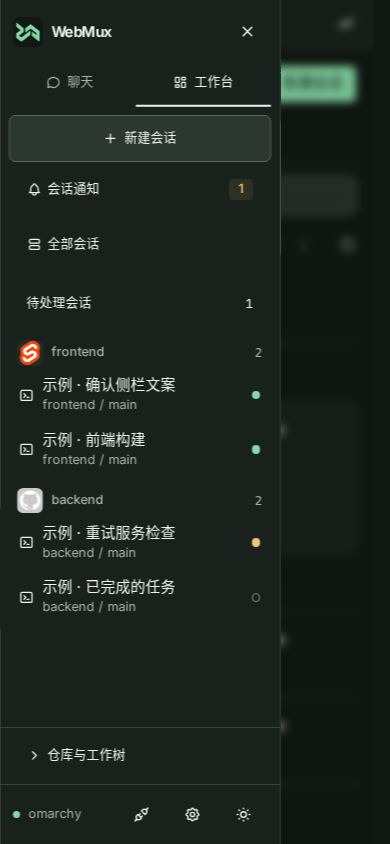 WebMux
聊天
工作台
新建会话
会话通知
1
全部会话
待处理会话
1
frontend
2
示例 · 确认侧栏文案
frontend / main
示例 · 前端构建
frontend / main
backend
2
示例 · 重试服务检查
backend / main
示例 · 已完成的任务
backend / main
仓库与工作树
omarchy